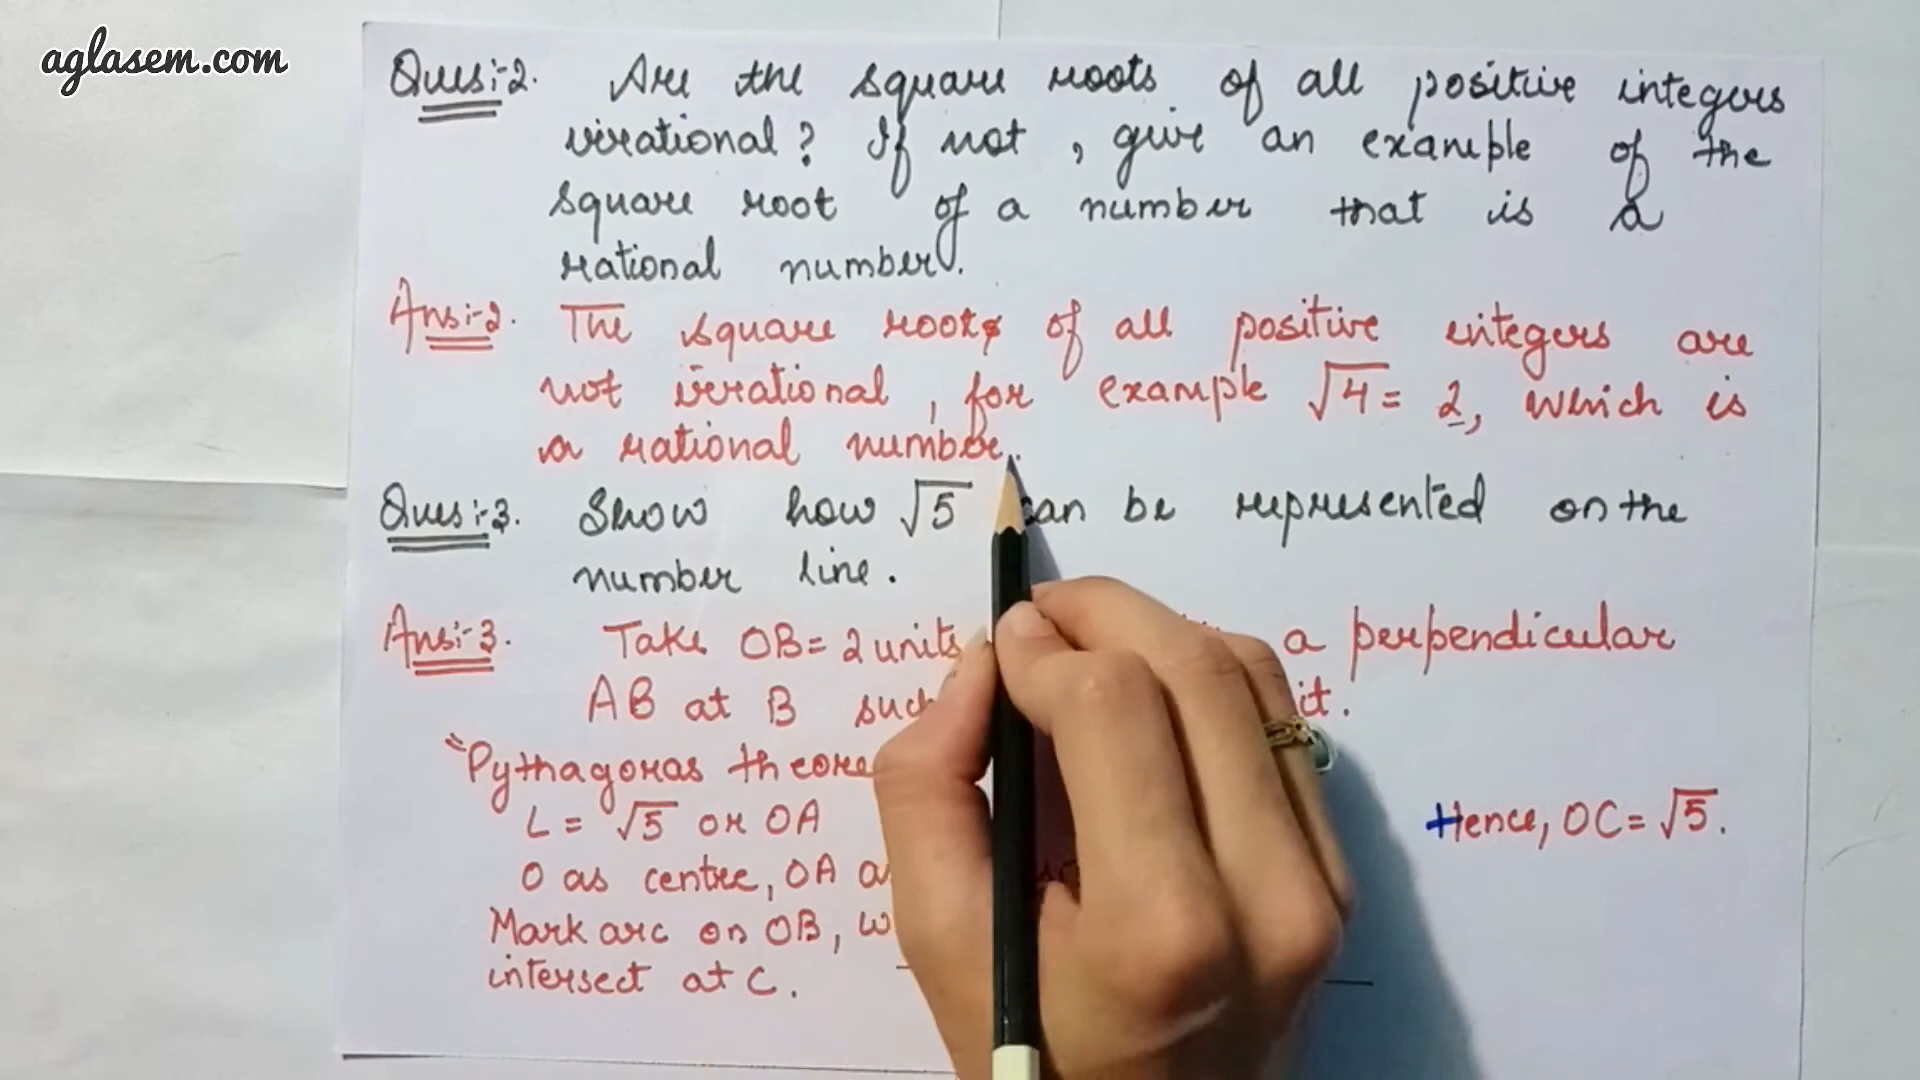 aglasem.com
Ques:-2. Are the square roots of all positive integers
irrational? If not, give an example of the
square root of a number that is a
rational number.
Ans:-2. The square roots of all positive integers are
not irrational, for example √4 = 2, which is
a rational number.
Ques:-3. Show how √5 can be represented on the
number line.
Ans:-3. Take OB = 2 units a perpendicular
AB at B such it.
"Pythagoras theore
L = √5 or OA
O as centre, OA
Mark arc on OB, w
intersect at C.
Hence, OC = √5.